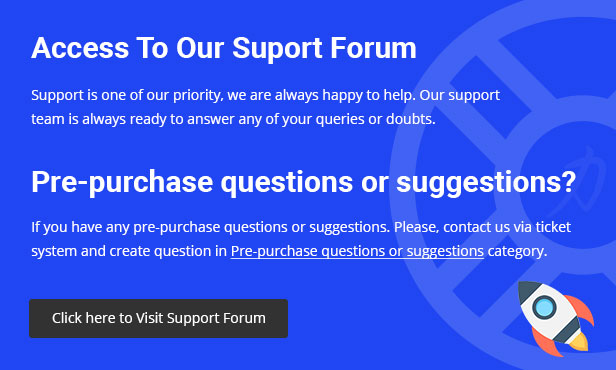 Access To Our Suport Forum
Support is one of our priority, we are always happy to help. Our support
team is always ready to answer any of your queries or doubts.
Pre-purchase questions or suggestions?
If you have any pre-purchase questions or suggestions. Please, contact us via ticket
system and create question in Pre-purchase questions or suggestions category.
Click here to Visit Support Forum